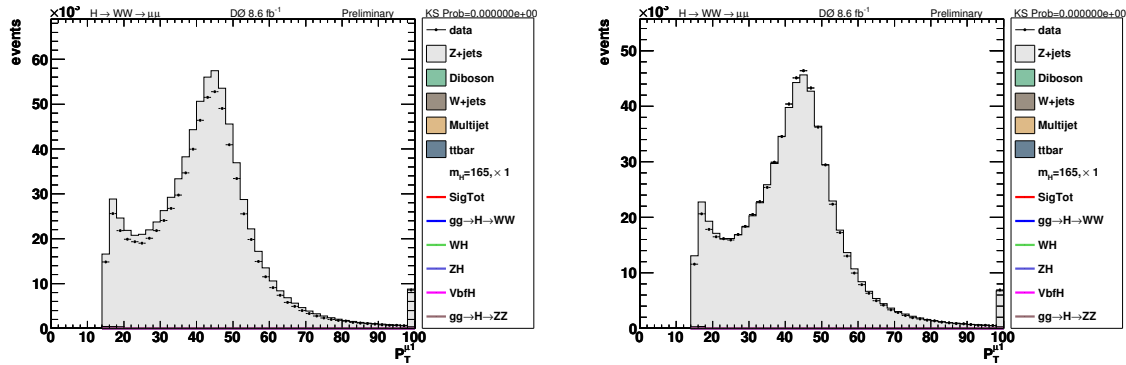 ×10³
H → WW → μμ DØ 8.6 fb⁻¹ Preliminary KS Prob=0.000000e+00
events
60
50
40
30
20
10
0
0 10 20 30 40 50 60 70 80 90 100
P_T^μ1
data
Z+jets
Diboson
W+jets
Multijet
ttbar
m_H=165, × 1
SigTot
gg→H→WW
WH
ZH
VbfH
gg→H→ZZ
×10³
H → WW → μμ DØ 8.6 fb⁻¹ Preliminary KS Prob=0.000000e+00
events
50
40
30
20
10
0
0 10 20 30 40 50 60 70 80 90 100
P_T^μ1
data
Z+jets
Diboson
W+jets
Multijet
ttbar
m_H=165, × 1
SigTot
gg→H→WW
WH
ZH
VbfH
gg→H→ZZ